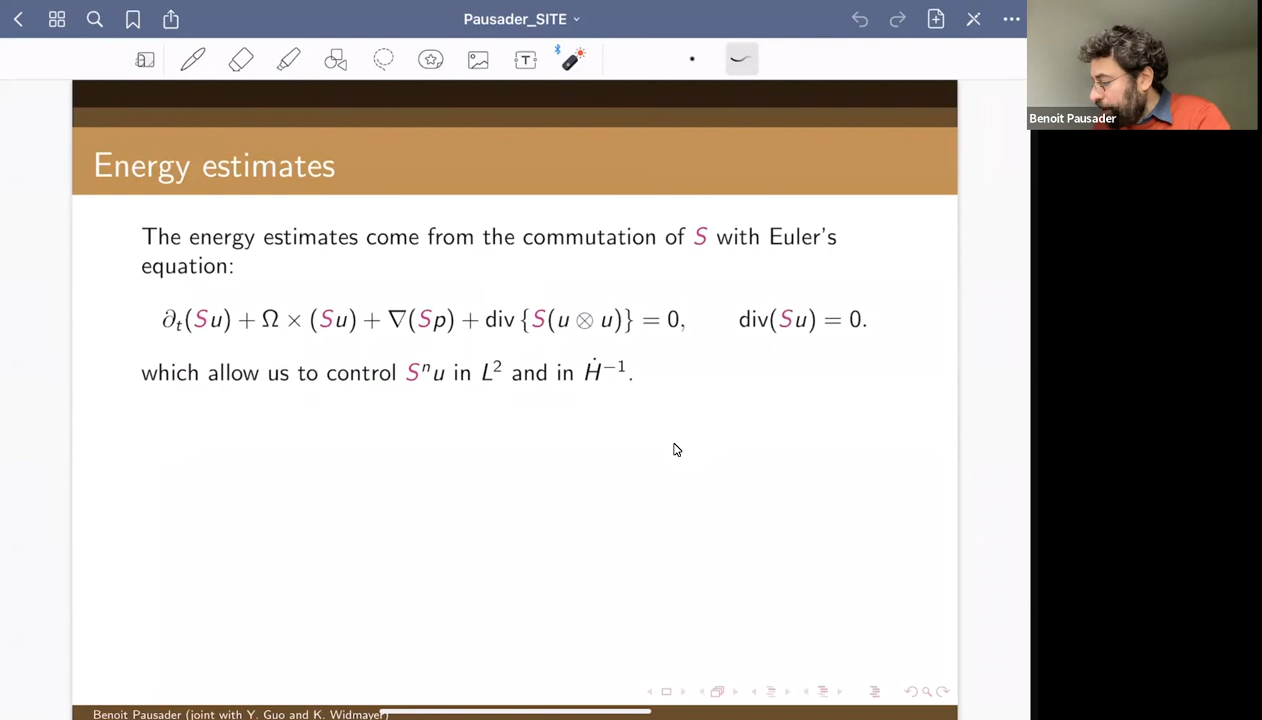 Pausader_SITE
T
Benoit Pausader
Energy estimates
The energy estimates come from the commutation of S with Euler's
equation:
∂ₜ(Su) + Ω × (Su) + ∇(Sp) + div {S(u ⊗ u)} = 0, div(Su) = 0.
which allow us to control Sⁿu in L² and in Ḣ⁻¹.
Benoit Pausader (joint with Y. Guo and K. Widmayer)